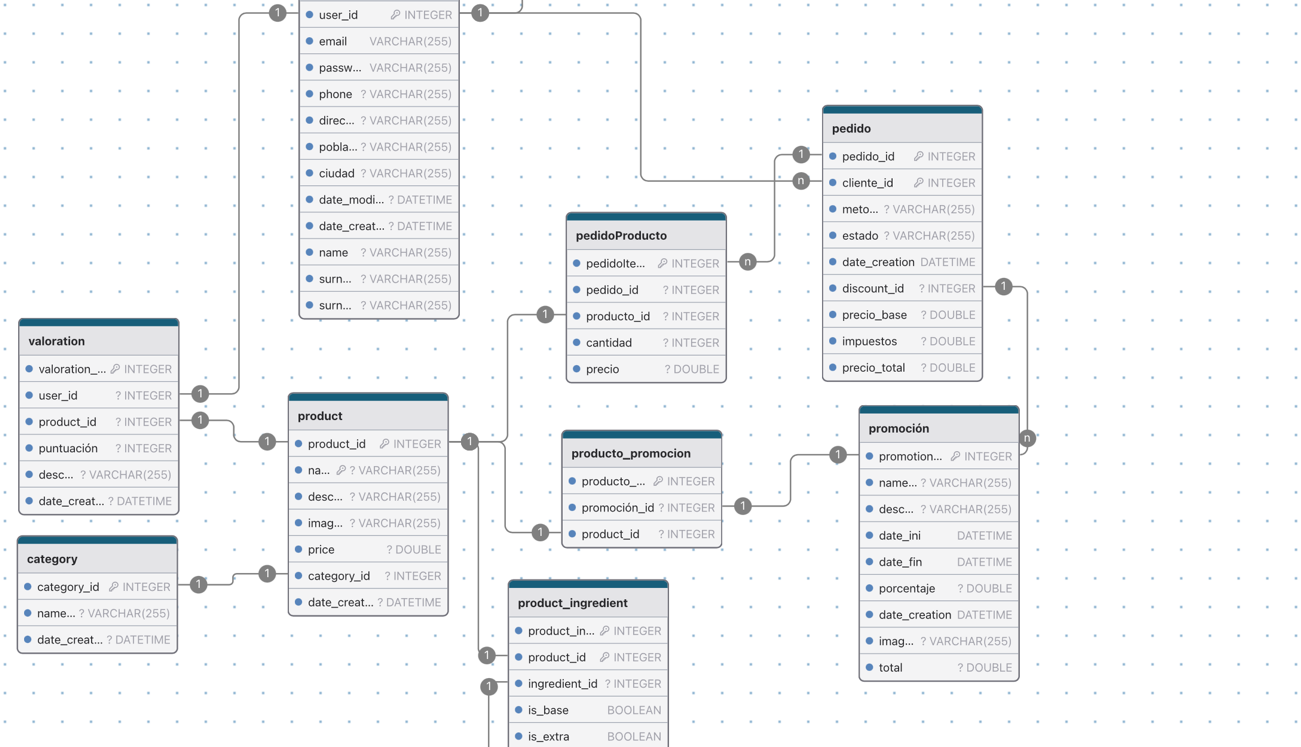 1 user_id INTEGER 1
email VARCHAR(255)
passw... VARCHAR(255)
phone ? VARCHAR(255)
direc... ? VARCHAR(255)
pobla... ? VARCHAR(255)
ciudad ? VARCHAR(255)
date_modi... ? DATETIME
date_creat... ? DATETIME
name ? VARCHAR(255)
surn... ? VARCHAR(255)
surn... ? VARCHAR(255)
pedido
1 pedido_id INTEGER
n cliente_id INTEGER
meto... ? VARCHAR(255)
estado ? VARCHAR(255)
date_creation DATETIME
discount_id ? INTEGER 1
precio_base ? DOUBLE
impuestos ? DOUBLE
precio_total ? DOUBLE
pedidoProducto
pedidoIte... INTEGER n
pedido_id ? INTEGER
1 producto_id ? INTEGER
cantidad ? INTEGER
precio ? DOUBLE
valoration
valoration_... INTEGER
user_id ? INTEGER 1
product_id ? INTEGER 1
puntuación ? INTEGER
desc... ? VARCHAR(255)
date_creat... ? DATETIME
product
1 product_id INTEGER 1
na... ? VARCHAR(255)
desc... ? VARCHAR(255)
imag... ? VARCHAR(255)
price ? DOUBLE
1 category_id ? INTEGER
date_creat... ? DATETIME
category
category_id INTEGER 1
name... ? VARCHAR(255)
date_creat... ? DATETIME
producto_promocion
producto_... INTEGER
promoción_id ? INTEGER 1
1 product_id ? INTEGER
promoción
n
1 promotion... INTEGER
name... ? VARCHAR(255)
desc... ? VARCHAR(255)
date_ini DATETIME
date_fin DATETIME
porcentaje ? DOUBLE
date_creation DATETIME
imag... ? VARCHAR(255)
total ? DOUBLE
product_ingredient
product_in... INTEGER
1 product_id INTEGER
1 ingredient_id ? INTEGER
is_base BOOLEAN
is_extra BOOLEAN